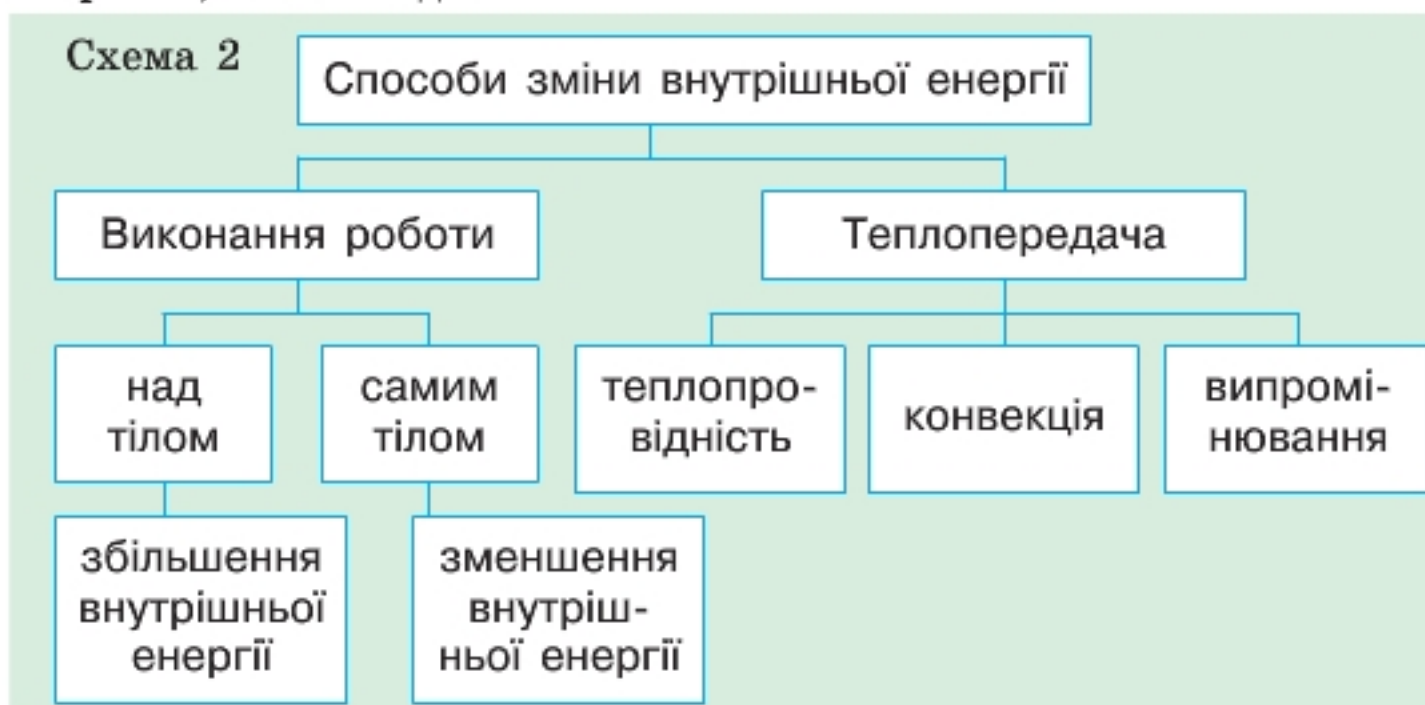 Схема 2
Способи зміни внутрішньої енергії
Виконання роботи
Теплопередача
над
тілом
самим
тілом
теплопро-
відність
конвекція
випромі-
нювання
збільшення
внутрішньої
енергії
зменшення
внутріш-
ньої енергії